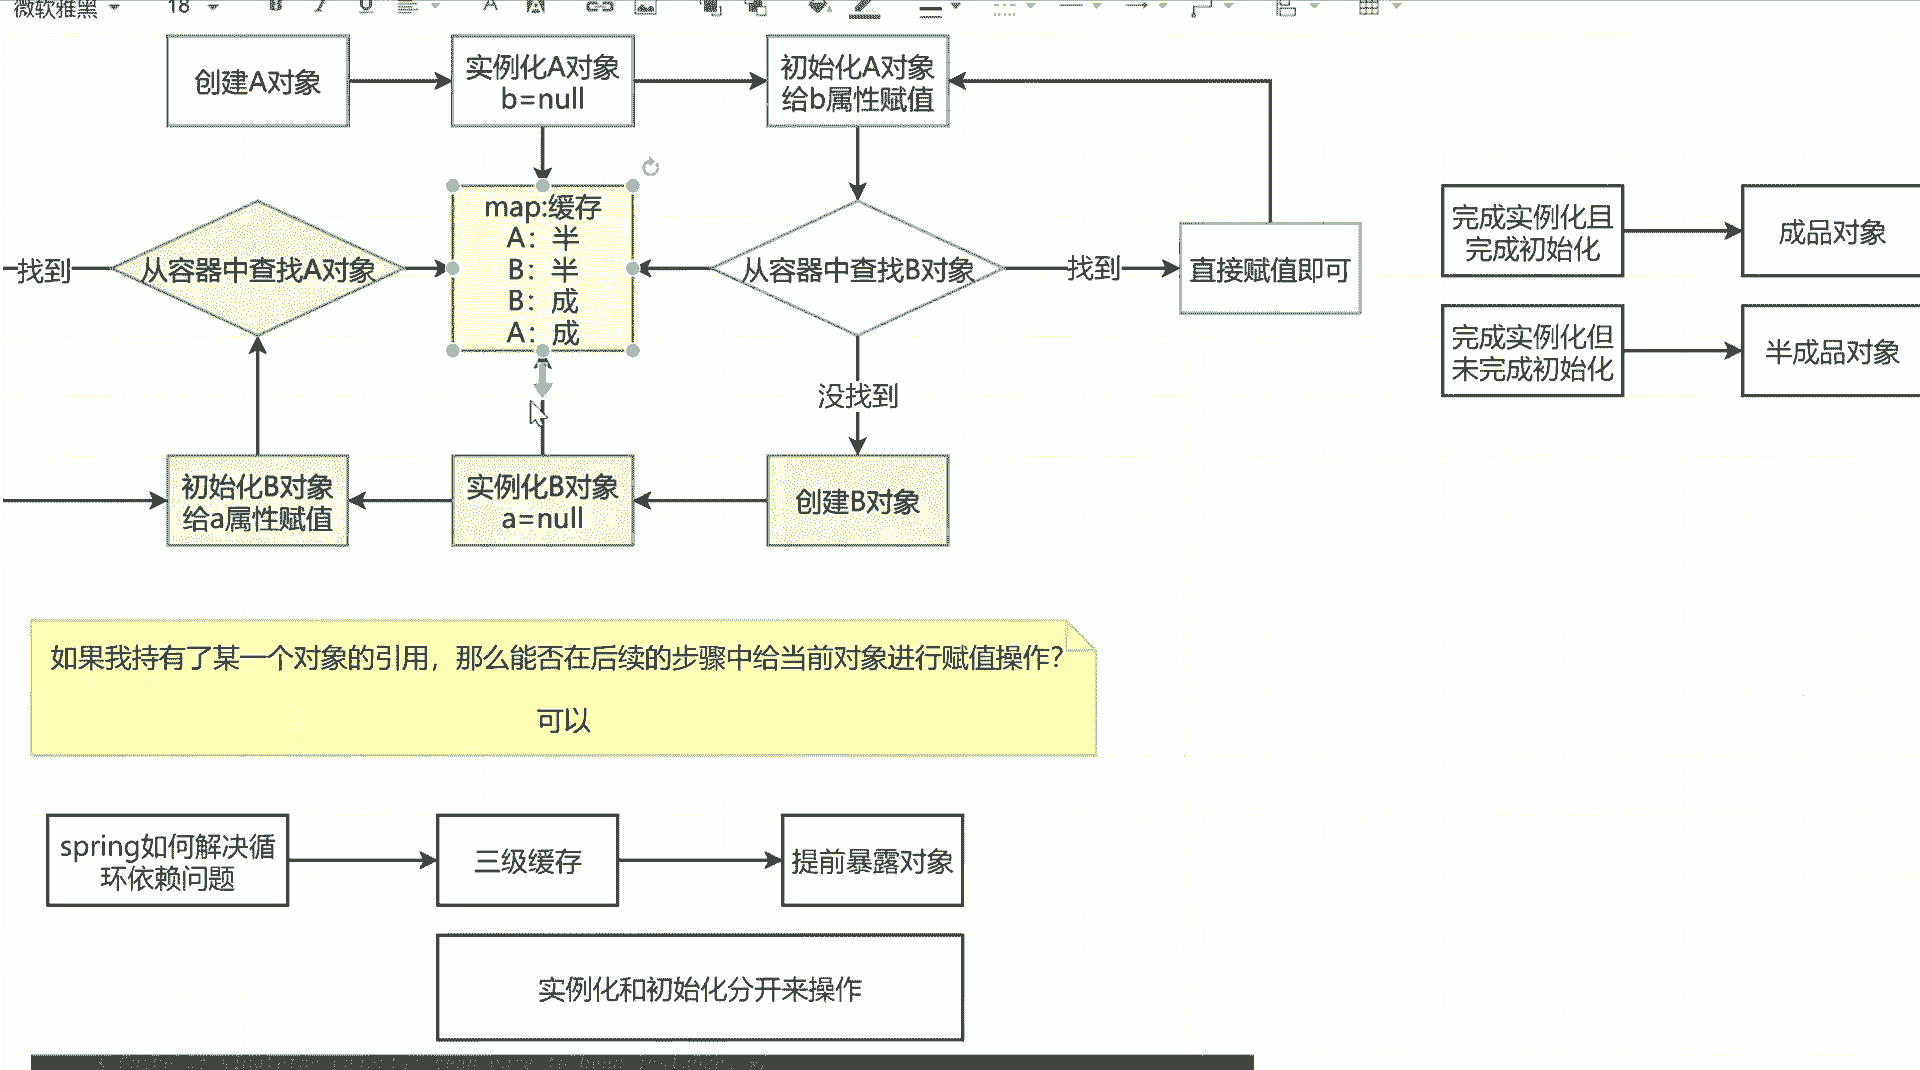 微软雅黑
18
创建A对象
实例化A对象
b=null
初始化A对象
给b属性赋值
map:缓存
A：半
B：半
B：成
A：成
找到
从容器中查找A对象
从容器中查找B对象
找到
直接赋值即可
完成实例化且
完成初始化
成品对象
完成实例化但
未完成初始化
半成品对象
没找到
初始化B对象
给a属性赋值
实例化B对象
a=null
创建B对象
如果我持有了某一个对象的引用，那么能否在后续的步骤中给当前对象进行赋值操作？
可以
spring如何解决循
环依赖问题
三级缓存
提前暴露对象
实例化和初始化分开来操作